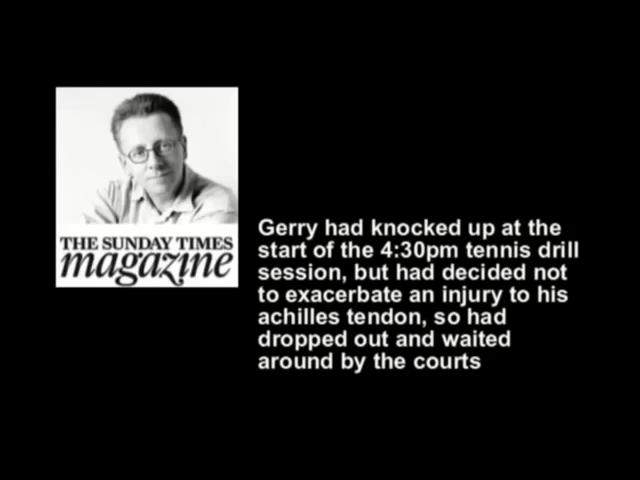 THE SUNDAY TIMES
magazine
Gerry had knocked up at the
start of the 4:30pm tennis drill
session, but had decided not
to exacerbate an injury to his
achilles tendon, so had
dropped out and waited
around by the courts